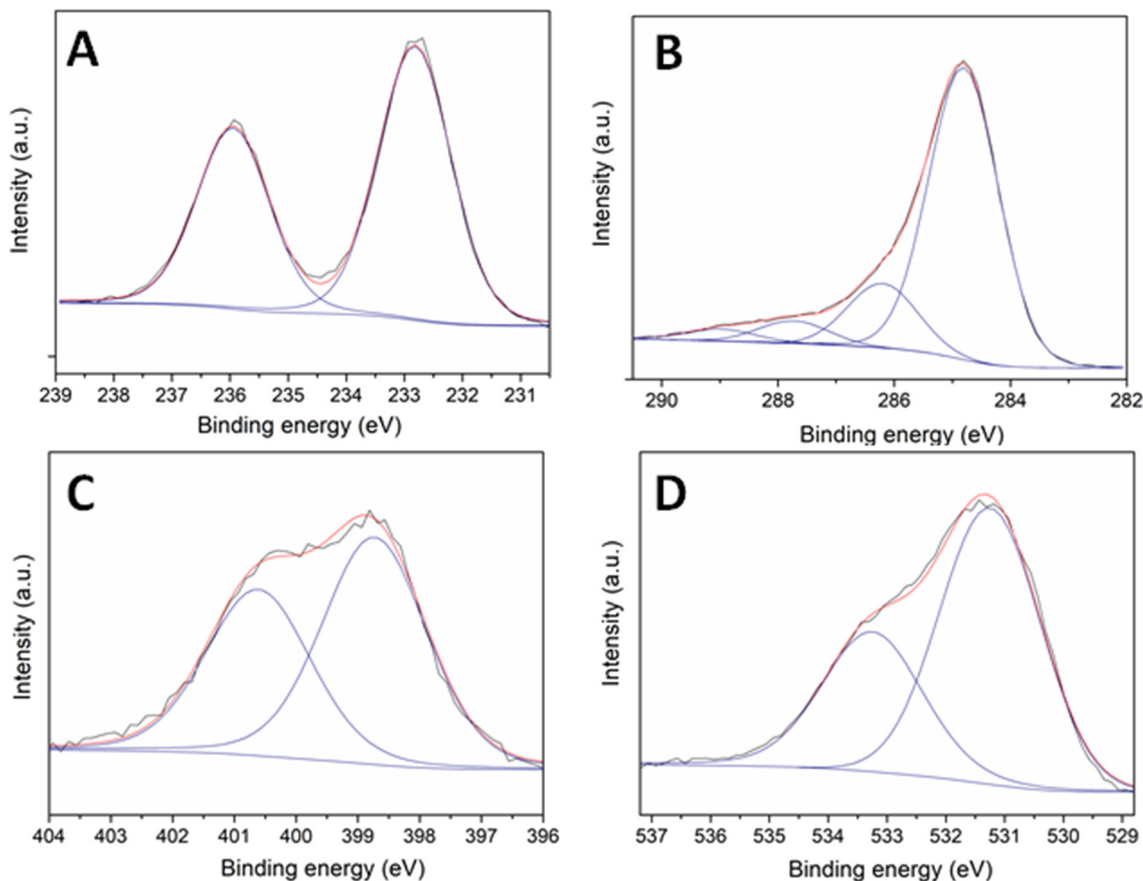 A
Intensity (a.u.)
239 238 237 236 235 234 233 232 231
Binding energy (eV)
B
Intensity (a.u.)
290 288 286 284 282
Binding energy (eV)
C
Intensity (a.u.)
404 403 402 401 400 399 398 397 396
Binding energy (eV)
D
Intensity (a.u.)
537 536 535 534 533 532 531 530 529
Binding energy (eV)